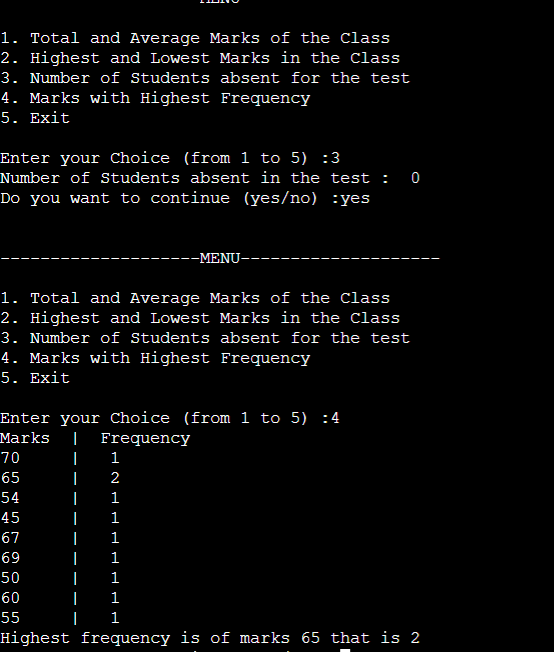 MENU
1. Total and Average Marks of the Class
2. Highest and Lowest Marks in the Class
3. Number of Students absent for the test
4. Marks with Highest Frequency
5. Exit
Enter your Choice (from 1 to 5) :3
Number of Students absent in the test :  0
Do you want to continue (yes/no) :yes
--------------------MENU--------------------
1. Total and Average Marks of the Class
2. Highest and Lowest Marks in the Class
3. Number of Students absent for the test
4. Marks with Highest Frequency
5. Exit
Enter your Choice (from 1 to 5) :4
Marks  |  Frequency
70     |   1
65     |   2
54     |   1
45     |   1
67     |   1
69     |   1
50     |   1
60     |   1
55     |   1
Highest frequency is of marks 65 that is 2